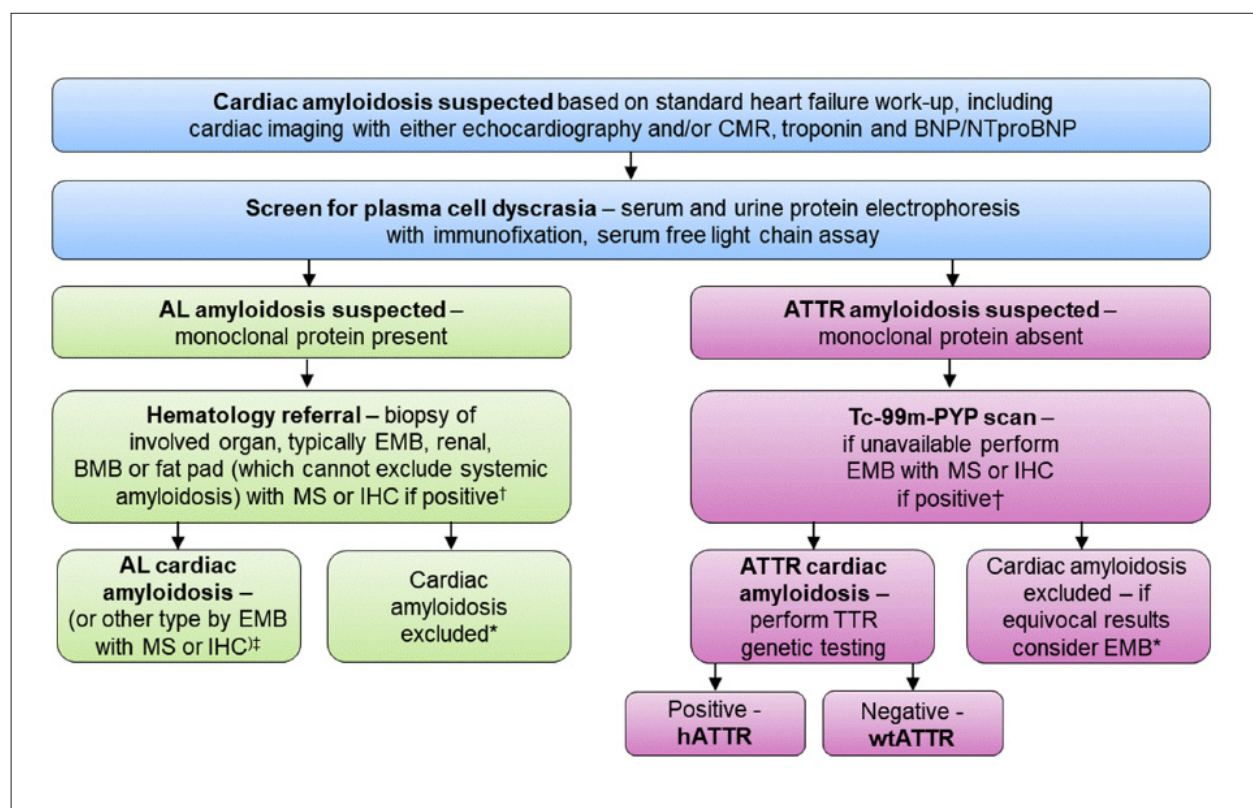 Cardiac amyloidosis suspected based on standard heart failure work-up, including
cardiac imaging with either echocardiography and/or CMR, troponin and BNP/NTproBNP
Screen for plasma cell dyscrasia – serum and urine protein electrophoresis
with immunofixation, serum free light chain assay
AL amyloidosis suspected –
monoclonal protein present
ATTR amyloidosis suspected –
monoclonal protein absent
Hematology referral – biopsy of
involved organ, typically EMB, renal,
BMB or fat pad (which cannot exclude systemic
amyloidosis) with MS or IHC if positive†
Tc-99m-PYP scan –
if unavailable perform
EMB with MS or IHC
if positive†
AL cardiac
amyloidosis –
(or other type by EMB
with MS or IHC)‡
Cardiac
amyloidosis
excluded*
ATTR cardiac
amyloidosis –
perform TTR
genetic testing
Cardiac amyloidosis
excluded – if
equivocal results
consider EMB*
Positive -
hATTR
Negative -
wtATTR